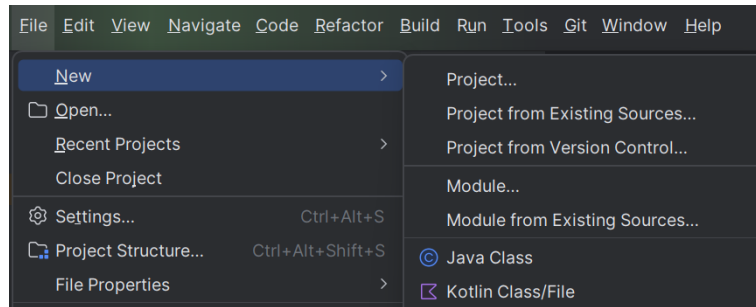 File Edit View Navigate Code Refactor Build Run Tools Git Window Help
New
Open...
Recent Projects
Close Project
Settings... Ctrl+Alt+S
Project Structure... Ctrl+Alt+Shift+S
File Properties
Project...
Project from Existing Sources...
Project from Version Control...
Module...
Module from Existing Sources...
Java Class
Kotlin Class/File